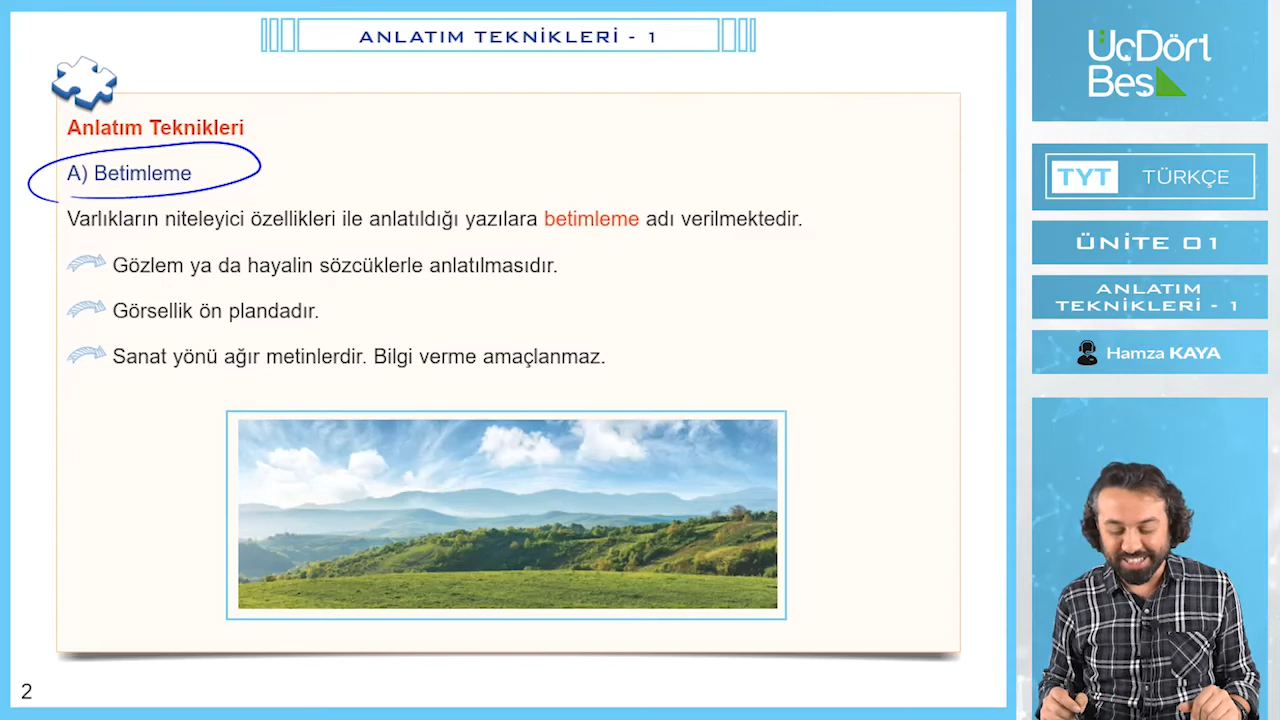 ANLATIM TEKNİKLERİ - 1
Anlatım Teknikleri
A) Betimleme
Varlıkların niteleyici özellikleri ile anlatıldığı yazılara betimleme adı verilmektedir.
Gözlem ya da hayalin sözcüklerle anlatılmasıdır.
Görsellik ön plandadır.
Sanat yönü ağır metinlerdir. Bilgi verme amaçlanmaz.
2
ÜçDört
Beş
TYT TÜRKÇE
ÜNİTE 01
ANLATIM
TEKNİKLERİ - 1
Hamza KAYA